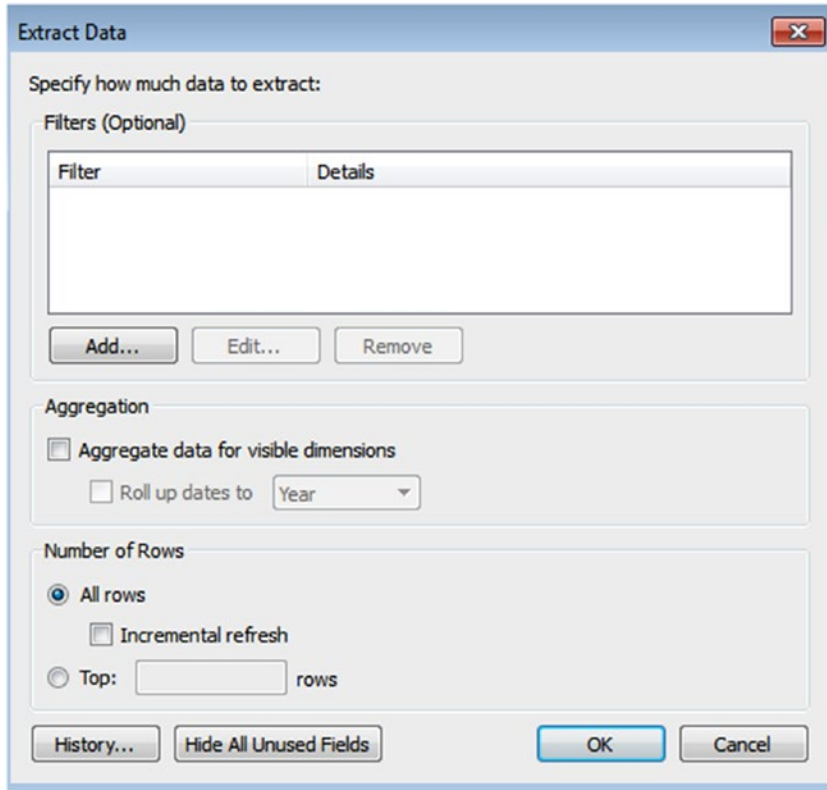 Extract Data
Specify how much data to extract:
Filters (Optional)
Filter Details
Add... Edit... Remove
Aggregation
Aggregate data for visible dimensions
Roll up dates to Year
Number of Rows
All rows
Incremental refresh
Top: rows
History... Hide All Unused Fields OK Cancel